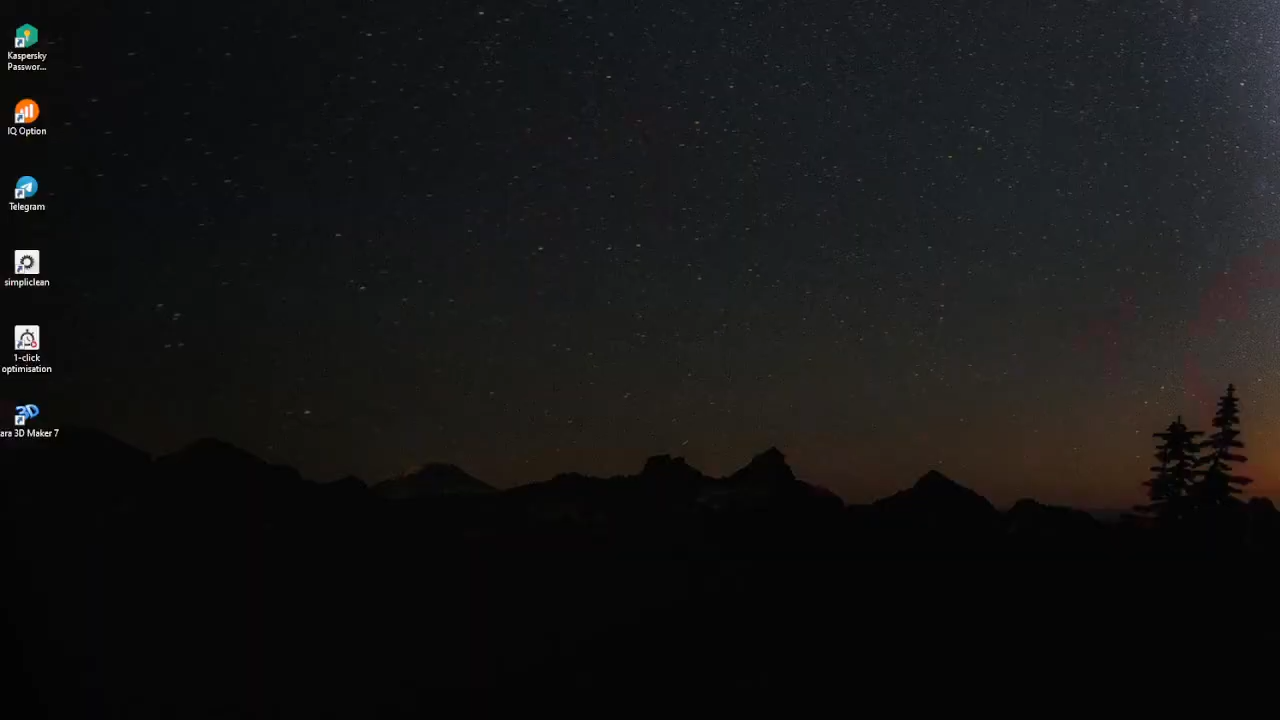 Kaspersky
Passwor...
IQ Option
Telegram
simpliclean
1-click
optimisation
ara 3D Maker 7